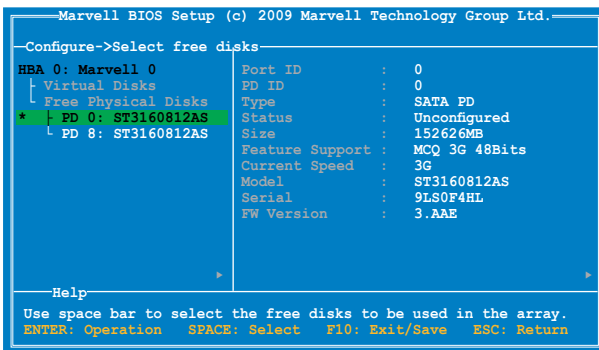 Marvell BIOS Setup (c) 2009 Marvell Technology Group Ltd.
Configure->Select free disks
HBA 0: Marvell 0
Virtual Disks
Free Physical Disks
* PD 0: ST3160812AS
PD 8: ST3160812AS
Port ID : 0
PD ID : 0
Type : SATA PD
Status : Unconfigured
Size : 152626MB
Feature Support : MCQ 3G 48Bits
Current Speed : 3G
Model : ST3160812AS
Serial : 9LS0F4HL
FW Version : 3.AAE
Help
Use space bar to select the free disks to be used in the array.
ENTER: Operation SPACE: Select F10: Exit/Save ESC: Return